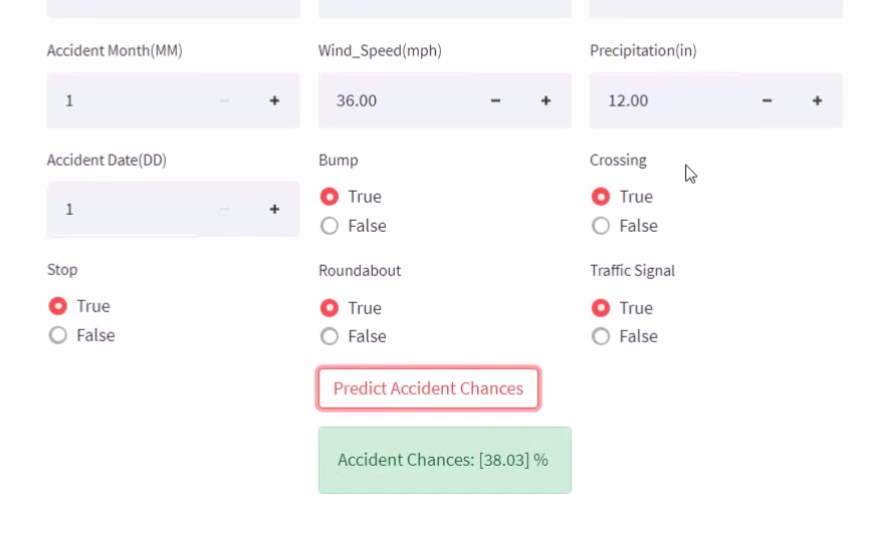 Accident Month(MM) Wind_Speed(mph) Precipitation(in)
1 − + 36.00 − + 12.00 − +
Accident Date(DD) Bump Crossing
1 − + True True
False False
Stop Roundabout Traffic Signal
True True True
False False False
Predict Accident Chances
Accident Chances: [38.03] %